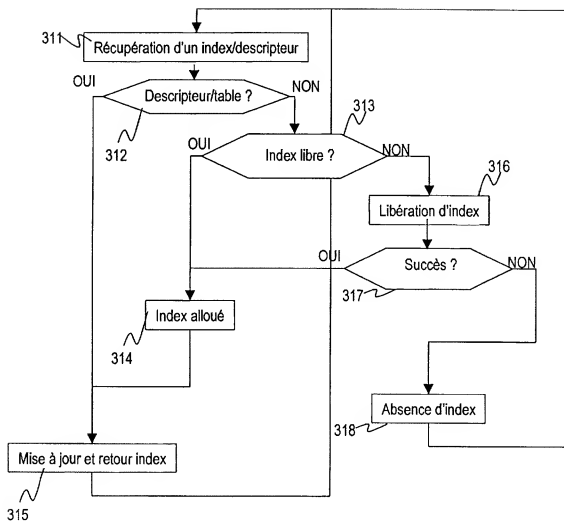 311
Récupération d'un index/descripteur
OUI
NON
Descripteur/table ?
312
313
OUI
Index libre ?
NON
316
Libération d'index
OUI
Succès ?
NON
317
Index alloué
314
Absence d'index
318
Mise à jour et retour index
315